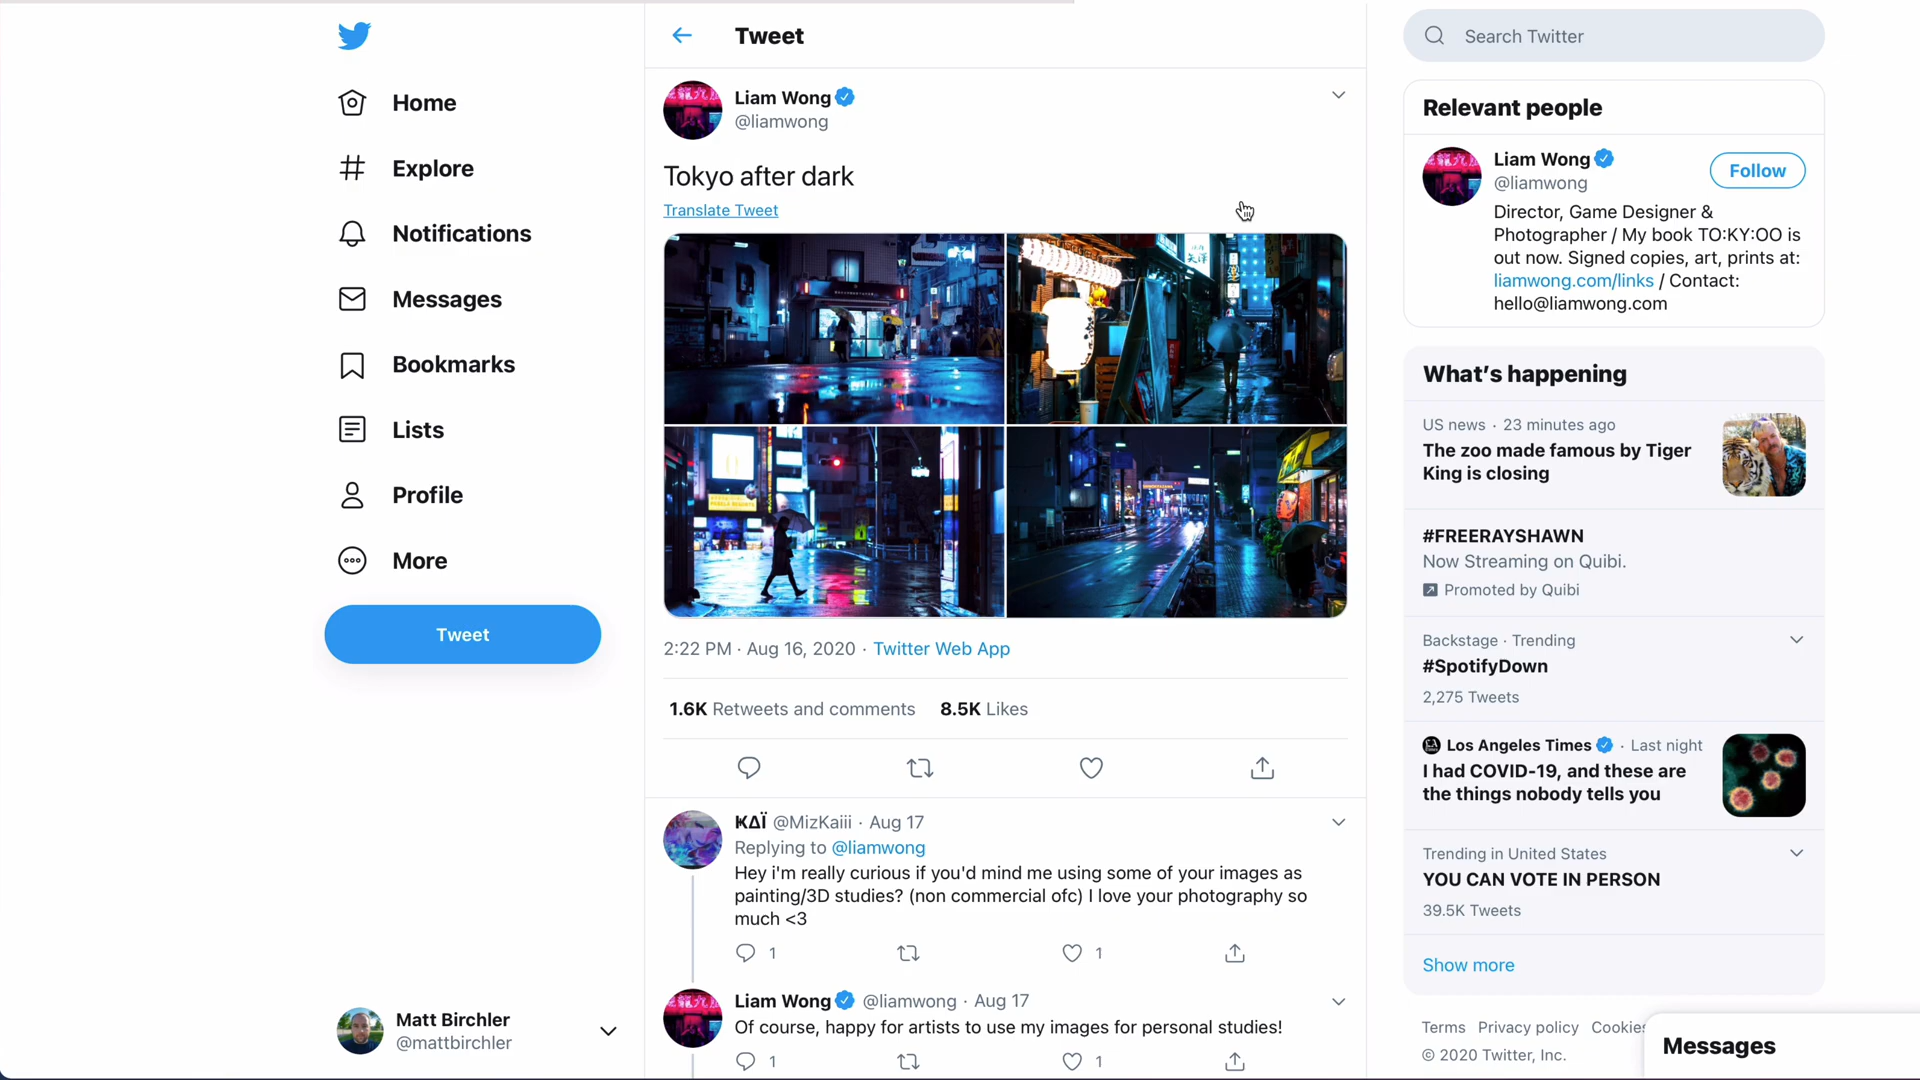 Home
Explore
Notifications
Messages
Bookmarks
Lists
Profile
More
Tweet
Matt Birchler
@mattbirchler
Tweet
Liam Wong
@liamwong
Tokyo after dark
Translate Tweet
2:22 PM · Aug 16, 2020 · Twitter Web App
1.6K Retweets and comments 8.5K Likes
ҜΔÏ @MizKaiii · Aug 17
Replying to @liamwong
Hey i'm really curious if you'd mind me using some of your images as
painting/3D studies? (non commercial ofc) I love your photography so
much <3
1 1
Liam Wong @liamwong · Aug 17
Of course, happy for artists to use my images for personal studies!
1 1
Search Twitter
Relevant people
Liam Wong
@liamwong
Follow
Director, Game Designer &
Photographer / My book TO:KY:OO is
out now. Signed copies, art, prints at:
liamwong.com/links / Contact:
hello@liamwong.com
What's happening
US news · 23 minutes ago
The zoo made famous by Tiger
King is closing
#FREERAYSHAWN
Now Streaming on Quibi.
Promoted by Quibi
Backstage · Trending
#SpotifyDown
2,275 Tweets
Los Angeles Times · Last night
I had COVID-19, and these are
the things nobody tells you
Trending in United States
YOU CAN VOTE IN PERSON
39.5K Tweets
Show more
Terms Privacy policy Cookies
© 2020 Twitter, Inc.
Messages